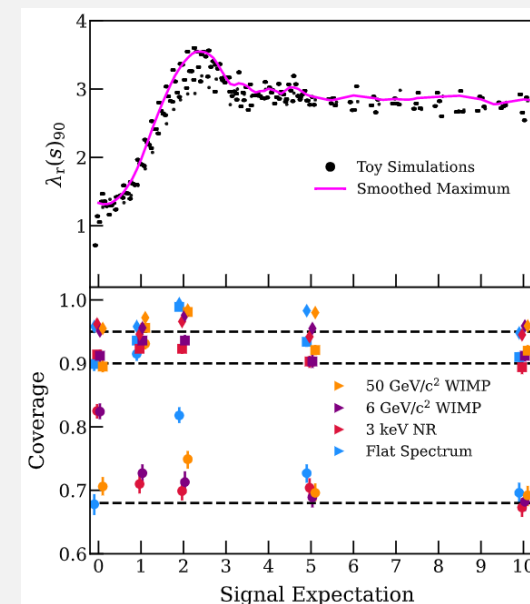 4
3
2
1
λr(s)90
Toy Simulations
Smoothed Maximum
1.0
0.9
0.8
0.7
0.6
Coverage
50 GeV/c² WIMP
6 GeV/c² WIMP
3 keV NR
Flat Spectrum
0 1 2 3 4 5 6 7 8 9 10
Signal Expectation